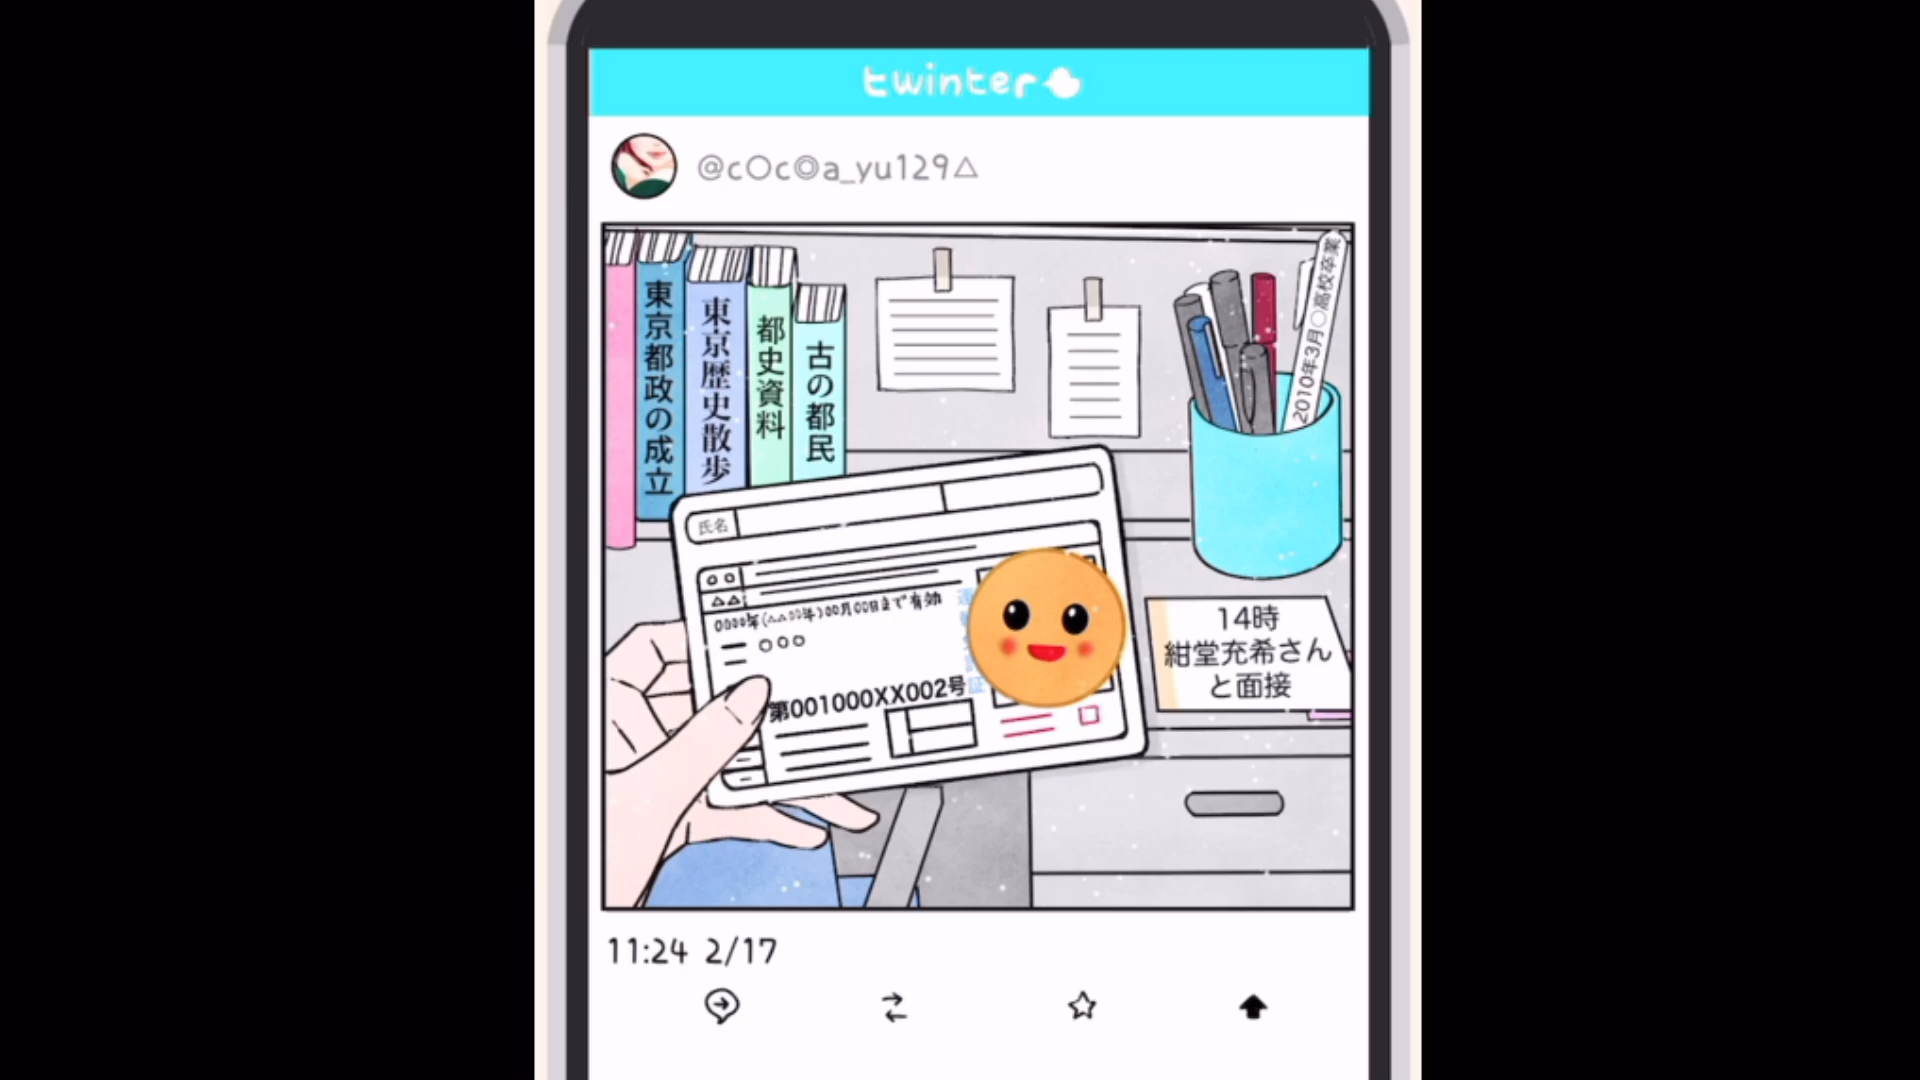 twinter
@c○c◎a_yu129△
東京都政の成立
東京歴史散歩
都史資料
古の都民
2010年3月○高校卒業
氏名
○○
△△
0000年(△△00年)00月00日まで有効
○○○
第001000XX002号
14時
紺堂充希さん
と面接
11:24 2/17